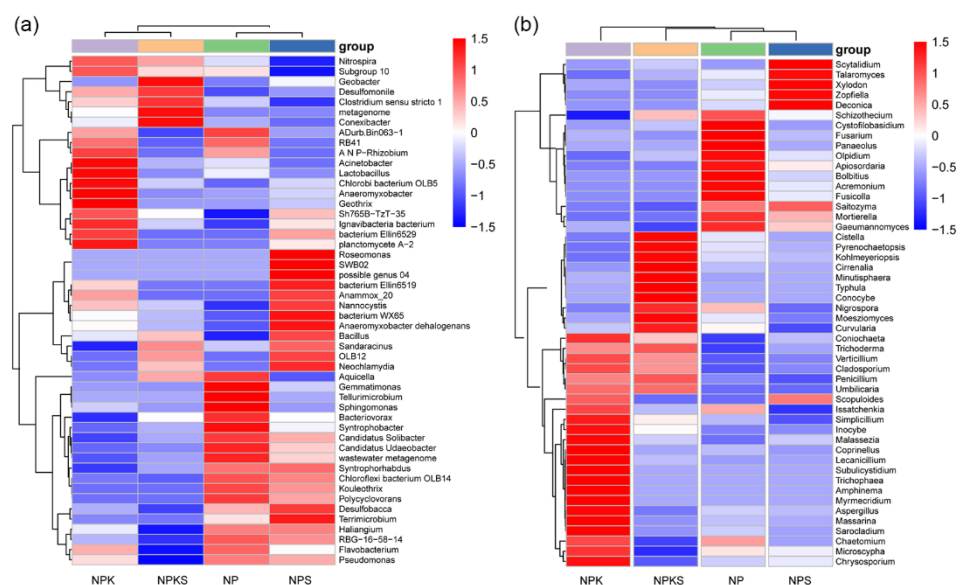 (a)
group
Nitrospira
Subgroup 10
Geobacter
Desulfomonile
Clostridium sensu stricto 1
metagenome
Conexibacter
ADurb.Bin063-1
RB41
A N P-Rhizobium
Acinetobacter
Lactobacillus
Chlorobi bacterium OLB5
Anaeromyxobacter
Geothrix
Sh765B-TzT-35
Ignavibacteria bacterium
bacterium Ellin6529
planctomycete A-2
Roseomonas
SWB02
possible genus 04
bacterium Ellin6519
Anammox_20
Nannocystis
bacterium WX65
Anaeromyxobacter dehalogenans
Bacillus
Sandaracinus
OLB12
Neochlamydia
Aquicella
Gemmatimonas
Tellurimicrobium
Sphingomonas
Bacteriovorax
Syntrophobacter
Candidatus Solibacter
Candidatus Udaeobacter
wastewater metagenome
Syntrophorhabdus
Chloroflexi bacterium OLB14
Kouleothrix
Polycyclovorans
Desulfobacca
Terrimicrobium
Haliangium
RBG-16-58-14
Flavobacterium
Pseudomonas
NPK NPKS NP NPS
1.5
1
0.5
0
−0.5
−1
−1.5
(b)
group
Scytalidium
Talaromyces
Xylodon
Zopfiella
Deconica
Schizothecium
Cystofilobasidium
Fusarium
Panaeolus
Olpidium
Apiosordaria
Bolbitius
Acremonium
Fusicolla
Saitozyma
Mortierella
Gaeumannomyces
Cistella
Pyrenochaetopsis
Kohlmeyeriopsis
Cirrenalia
Minutisphaera
Typhula
Conocybe
Nigrospora
Moesziomyces
Curvularia
Coniochaeta
Trichoderma
Verticillium
Cladosporium
Penicillium
Umbilicaria
Scopuloides
Issatchenkia
Simplicillium
Inocybe
Malassezia
Coprinellus
Lecanicillium
Subulicystidium
Trichophaea
Amphinema
Myrmecridium
Aspergillus
Massarina
Sarocladium
Chaetomium
Microscypha
Chrysosporium
NPK NPKS NP NPS
1.5
1
0.5
0
−0.5
−1
−1.5